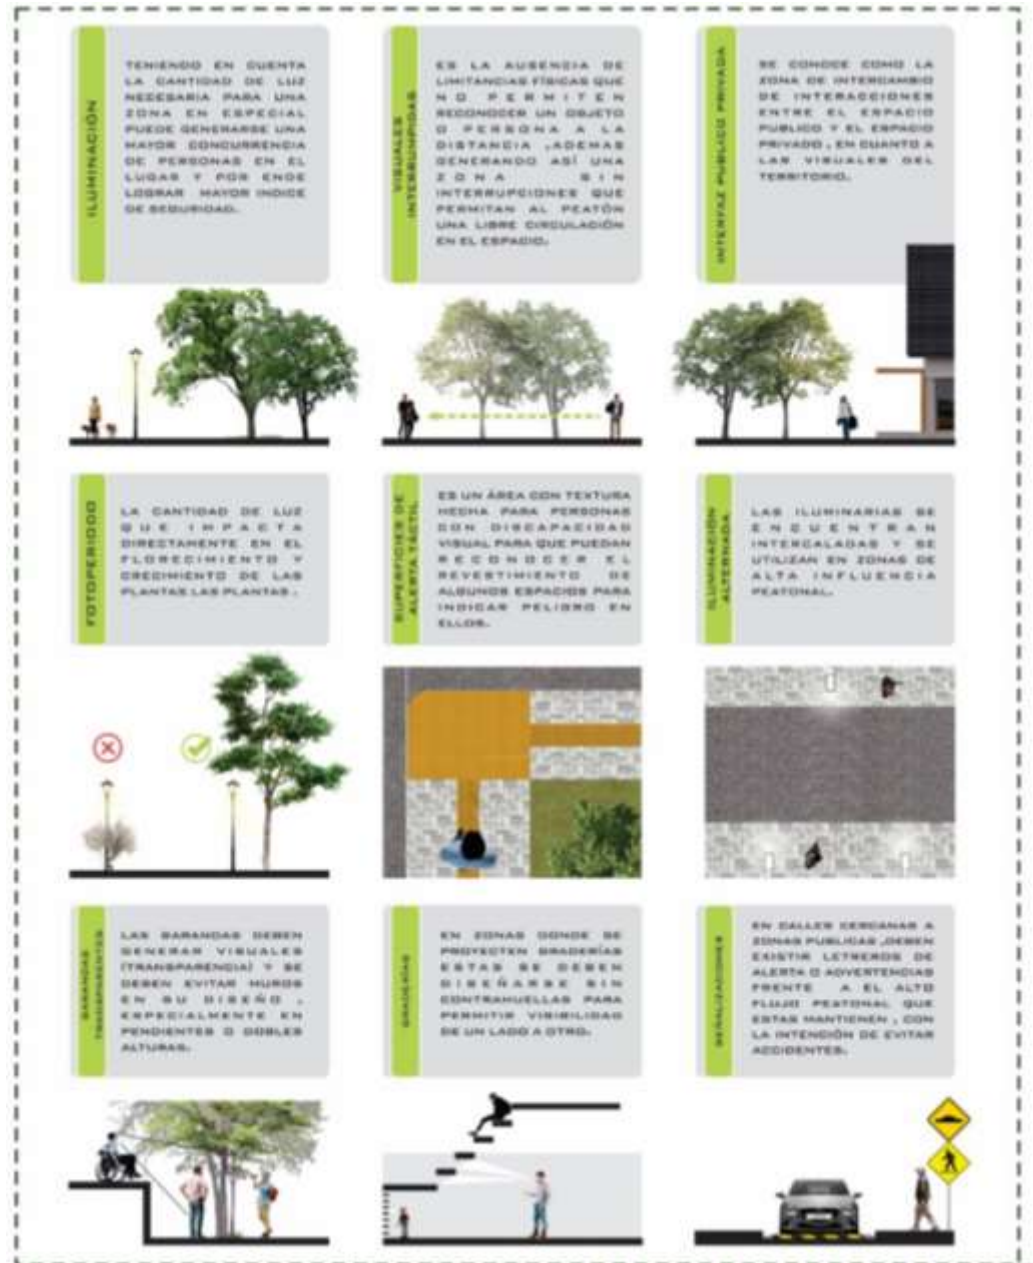 ILUMINACIÓN
TENIENDO EN CUENTA
LA CANTIDAD DE LUZ
NECESARIA PARA UNA
ZONA EN ESPECIAL
PUEDE GENERARSE UNA
MAYOR CONCURRENCIA
DE PERSONAS EN EL
LUGAR Y POR ENDE
LOGRAR MAYOR INDICE
DE SEGURIDAD.
VISUALES
INTERRUMPIDAS
ES LA AUSENCIA DE
LIMITANCIAS FÍSICAS QUE
NO PERMITEN
RECONOCER UN OBJETO
O PERSONA A LA
DISTANCIA ,ADEMAS
GENERANDO ASÍ UNA
ZONA SIN
INTERRUPCIONES QUE
PERMITAN AL PEATÓN
UNA LIBRE CIRCULACIÓN
EN EL ESPACIO.
INTERFAZ PUBLICO PRIVADA
SE CONOCE COMO LA
ZONA DE INTERCAMBIO
DE INTERACCIONES
ENTRE EL ESPACIO
PUBLICO Y EL ESPACIO
PRIVADO , EN CUANTO A
LAS VISUALES DEL
TERRITORIO.
FOTOPERIODO
LA CANTIDAD DE LUZ
QUE IMPACTA
DIRECTAMENTE EN EL
FLORECIMIENTO Y
CRECIMIENTO DE LAS
PLANTAS LAS PLANTAS .
SUPERFICIES DE
ALERTA TÁCTIL
ES UN ÁREA CON TEXTURA
HECHA PARA PERSONAS
CON DISCAPACIDAD
VISUAL PARA QUE PUEDAN
RECONOCER EL
REVESTIMIENTO DE
ALGUNOS ESPACIOS PARA
INDICAR PELIGRO EN
ELLOS.
ILUMINACIÓN
ALTERNADA
LAS ILUMINARIAS SE
ENCUENTRAN
INTERCALADAS Y SE
UTILIZAN EN ZONAS DE
ALTA INFLUENCIA
PEATONAL.
BARANDAS
TRANSPARENTES
LAS BARANDAS DEBEN
GENERAR VISUALES
(TRANSPARENCIA) Y SE
DEBEN EVITAR MUROS
EN SU DISEÑO ,
ESPECIALMENTE EN
PENDIENTES O DOBLES
ALTURAS.
GRADERÍAS
EN ZONAS DONDE SE
PROYECTEN GRADERÍAS
ESTAS SE DEBEN
DISEÑARSE SIN
CONTRAHUELLAS PARA
PERMITIR VISIBILIDAD
DE UN LADO A OTRO.
SEÑALIZACIONES
EN CALLES CERCANAS A
ZONAS PUBLICAS ,DEBEN
EXISTIR LETREROS DE
ALERTA O ADVERTENCIAS
FRENTE A EL ALTO
FLUJO PEATONAL QUE
ESTAS MANTIENEN , CON
LA INTENCIÓN DE EVITAR
ACCIDENTES.